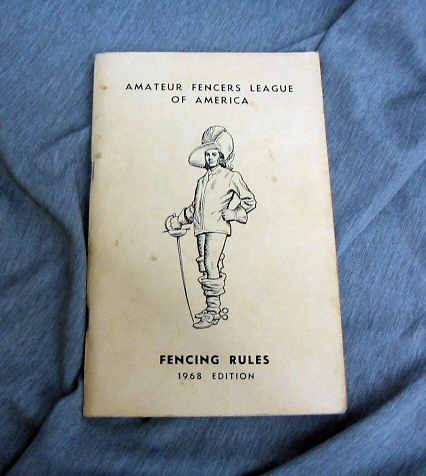 AMATEUR FENCERS LEAGUE
OF AMERICA
FENCING RULES
1968 EDITION